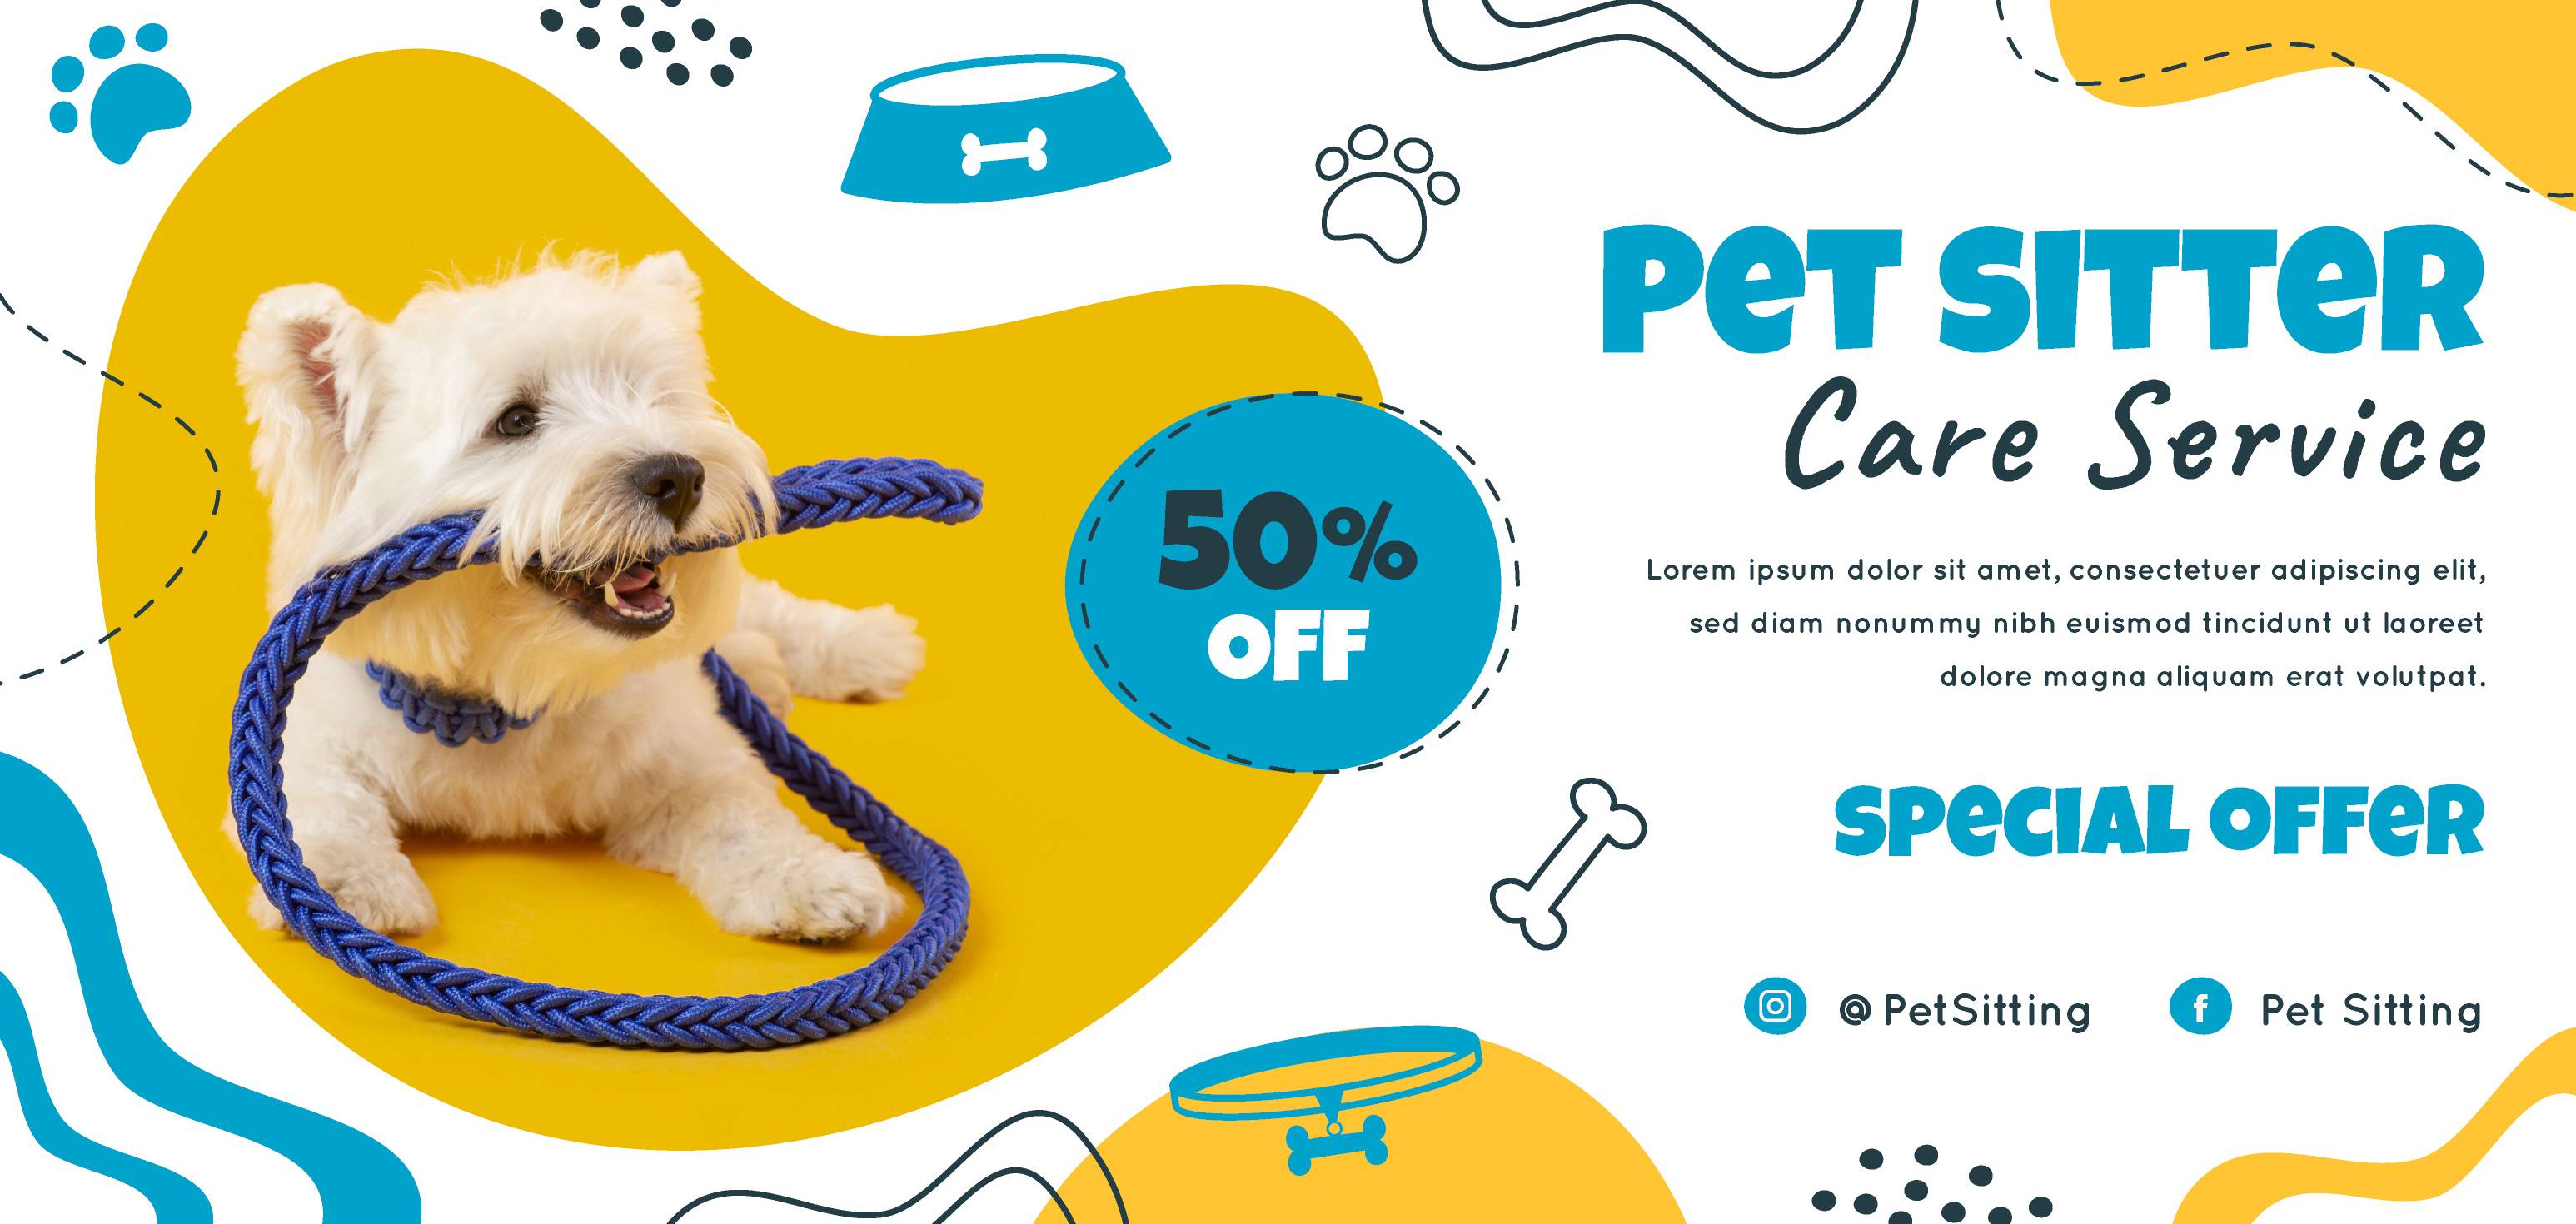 PET SITTER
Care Service
50%
OFF
Lorem ipsum dolor sit amet, consectetuer adipiscing elit,
sed diam nonummy nibh euismod tincidunt ut laoreet
dolore magna aliquam erat volutpat.
SPECIAL OFFER
@PetSitting
Pet Sitting